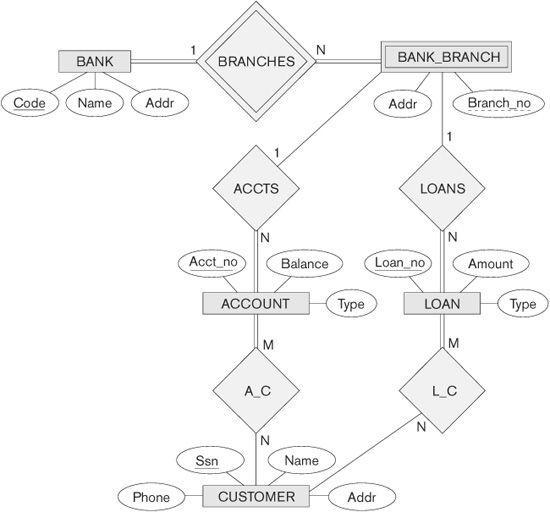 1
N
BANK
BRANCHES
BANK_BRANCH
Code
Name
Addr
Addr
Branch_no
1
1
ACCTS
LOANS
N
N
Acct_no
Balance
Loan_no
Amount
ACCOUNT
Type
LOAN
Type
M
M
A_C
L_C
N
N
Ssn
Name
Phone
CUSTOMER
Addr